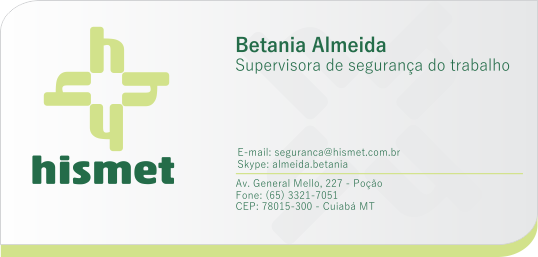 Betania Almeida
Supervisora de segurança do trabalho
hismet
E-mail: seguranca@hismet.com.br
Skype: almeida.betania
Av. General Mello, 227 - Poção
Fone: (65) 3321-7051
CEP: 78015-300 - Cuiabá MT